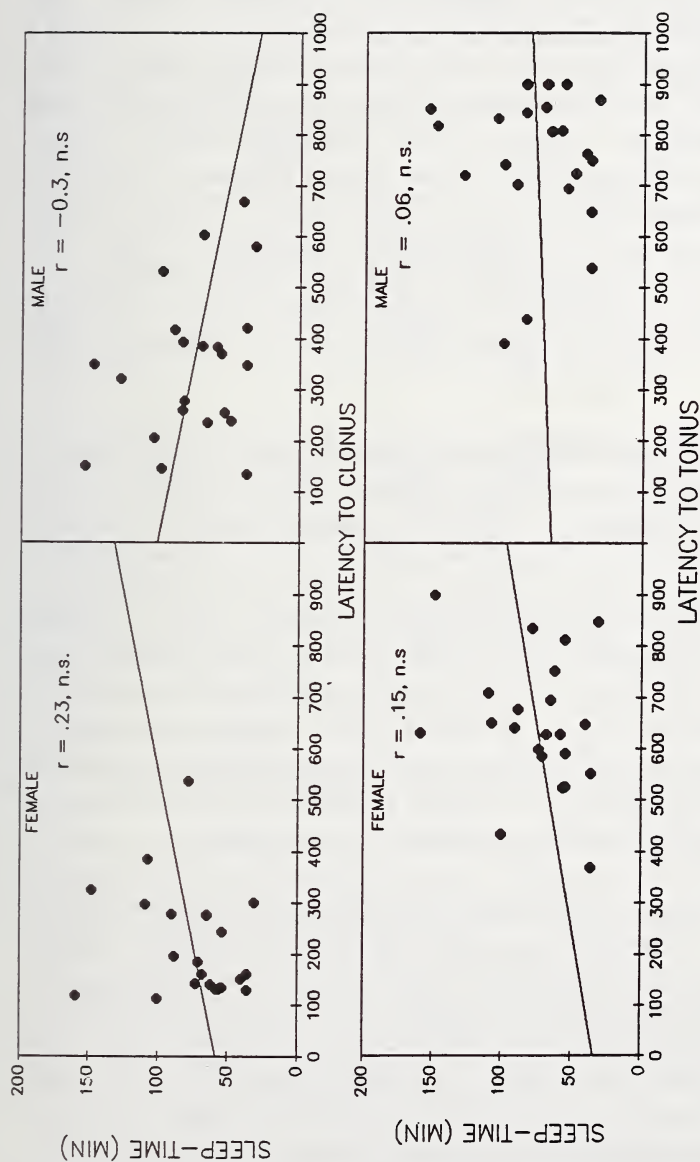 FEMALE
MALE
r = .23, n.s.
r = -0.3, n.s
SLEEP-TIME (MIN)
200
150
100
50
0
0 100 200 300 400 500 600 700 800 900 100 200 300 400 500 600 700 800 900 1000
LATENCY TO CLONUS
FEMALE
MALE
r = .15, n.s
r = .06, n.s.
SLEEP-TIME (MIN)
200
150
100
50
0
0 100 200 300 400 500 600 700 800 900 100 200 300 400 500 600 700 800 900 1000
LATENCY TO TONUS